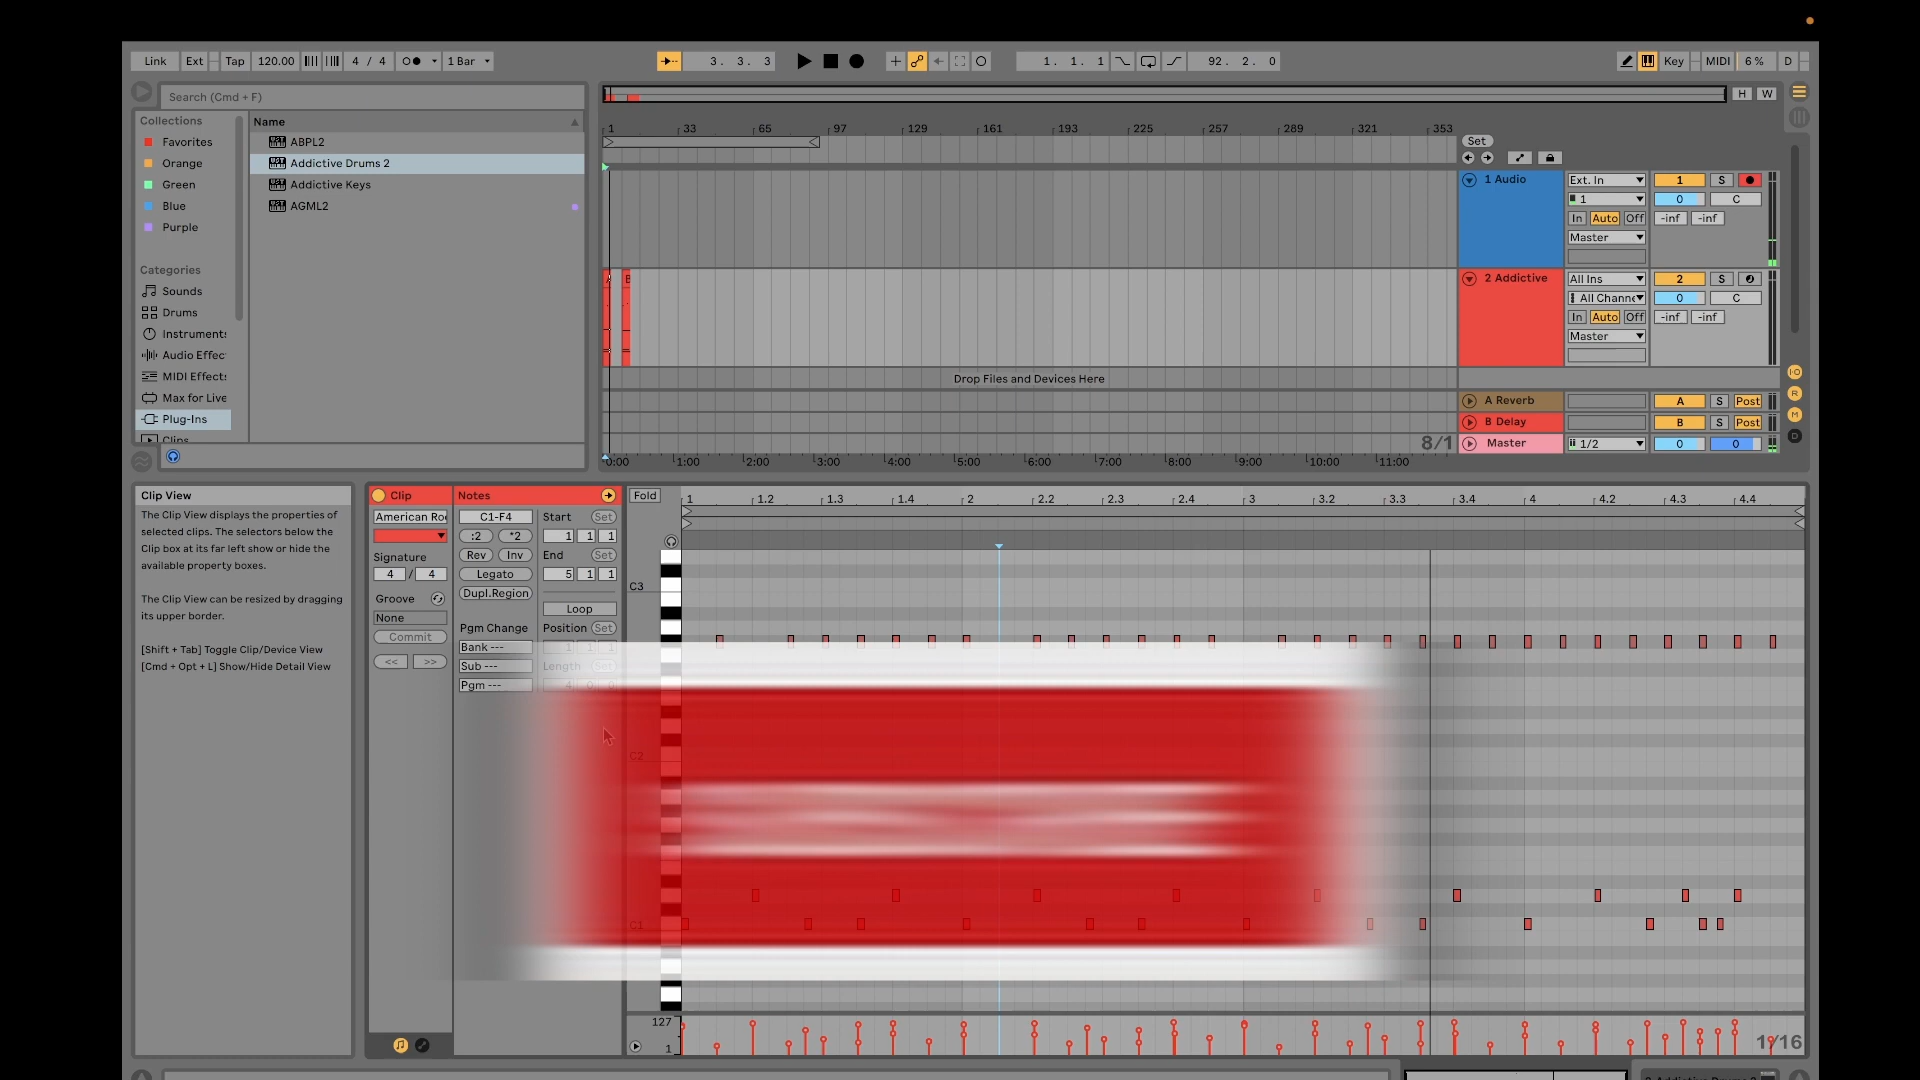 Link Ext Tap 120.00 4 / 4 1 Bar 3. 3. 3 1. 1. 1 92. 2. 0 Key MIDI 6 % D
Search (Cmd + F)
H W
Collections
Favorites
Orange
Green
Blue
Purple
Categories
Sounds
Drums
Instruments
Audio Effec
MIDI Effects
Max for Live
Plug-Ins
Clips
Name
ABPL2
Addictive Drums 2
Addictive Keys
AGML2
1 33 65 97 129 161 193 225 257 289 321 353
Set
1 Audio Ext. In 1 S
1 0 C
In Auto Off -inf -inf
Master
2 Addictive All Ins 2 S
All Channe 0 C
In Auto Off -inf -inf
Master
Drop Files and Devices Here
A Reverb A S Post
B Delay B S Post
8/1 Master 1/2 0 0
0:00 1:00 2:00 3:00 4:00 5:00 6:00 7:00 8:00 9:00 10:00 11:00
Clip View
The Clip View displays the properties of
selected clips. The selectors below the
Clip box at its far left show or hide the
available property boxes.
The Clip View can be resized by dragging
its upper border.
[Shift + Tab] Toggle Clip/Device View
[Cmd + Opt + L] Show/Hide Detail View
Clip
American Ro
Signature
4 / 4
Groove
None
Commit
<< >>
Notes
C1-F4
:2 *2
Rev Inv
Legato
Dupl.Region
Pgm Change
Bank ---
Sub ---
Pgm ---
Start Set
1 1 1
End Set
5 1 1
Loop
Position Set
1 1 1
Length Set
4 0 0
Fold 1 1.2 1.3 1.4 2 2.2 2.3 2.4 3 3.2 3.3 3.4 4 4.2 4.3 4.4
C3
C2
C1
127
1
1/16